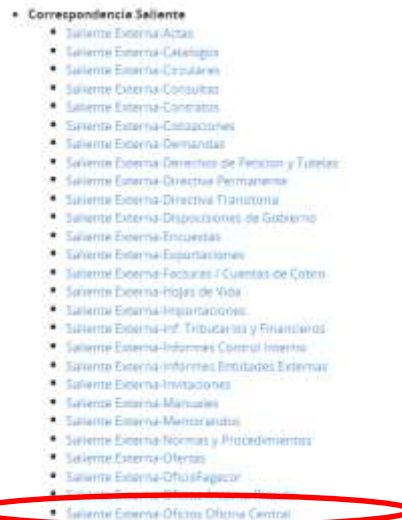 Correspondencia Saliente
Saliente Externa-Actas
Saliente Externa-Catalogos
Saliente Externa-Circulares
Saliente Externa-Consultas
Saliente Externa-Contratos
Saliente Externa-Cotizaciones
Saliente Externa-Demandas
Saliente Externa-Derechos de Peticion y Tutelas
Saliente Externa-Directiva Permanente
Saliente Externa-Directiva Transitoria
Saliente Externa-Disposiciones de Gobierno
Saliente Externa-Encuestas
Saliente Externa-Exportaciones
Saliente Externa-Facturas / Cuentas de Cobro
Saliente Externa-Hojas de Vida
Saliente Externa-Importaciones
Saliente Externa-Inf. Tributarios y Financieros
Saliente Externa-Informes Control Interno
Saliente Externa-Informes Entidades Externas
Saliente Externa-Invitaciones
Saliente Externa-Manuales
Saliente Externa-Memorandos
Saliente Externa-Normas y Procedimientos
Saliente Externa-Ofertas
Saliente Externa-OficioFagecor
Saliente Externa-Oficios
Saliente Externa-Oficios Oficina Central